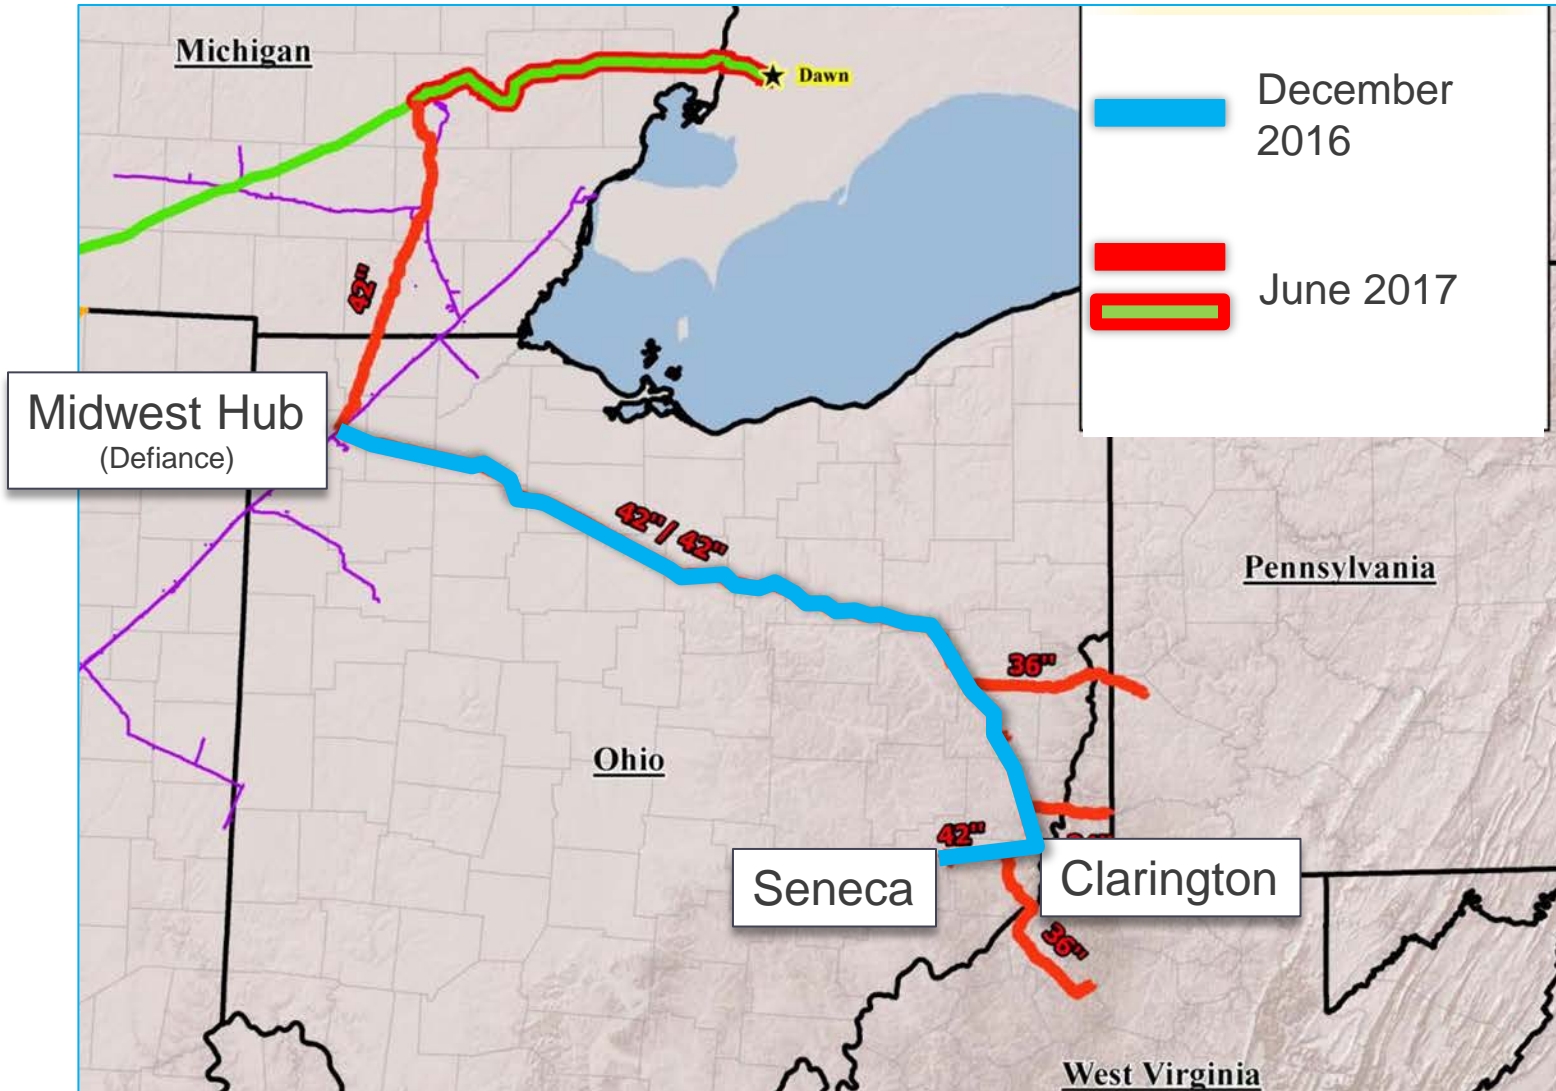 Michigan
Dawn
December
2016
June 2017
42"
Midwest Hub
(Defiance)
42"/ 42"
Pennsylvania
36"
Ohio
42"
Seneca
Clarington
36"
West Virginia